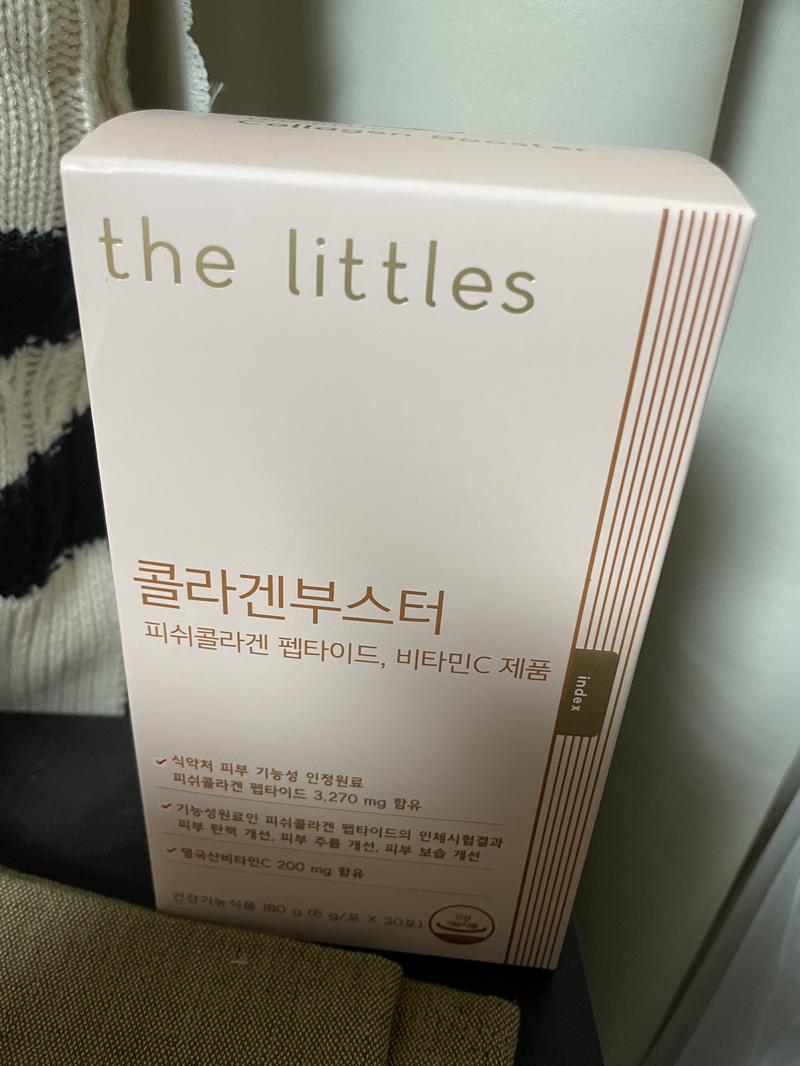 Collagen Booster
the littles
콜라겐부스터
피쉬콜라겐 펩타이드, 비타민C 제품
index
식약처 피부 기능성 인정원료
피쉬콜라겐 펩타이드 3,270 mg 함유
기능성원료인 피쉬콜라겐 펩타이드의 인체시험결과
피부 탄력 개선, 피부 주름 개선, 피부 보습 개선
영국산비타민C 200 mg 함유
건강기능식품 180 g (6 g/포 X 30포)
건강
기능식품